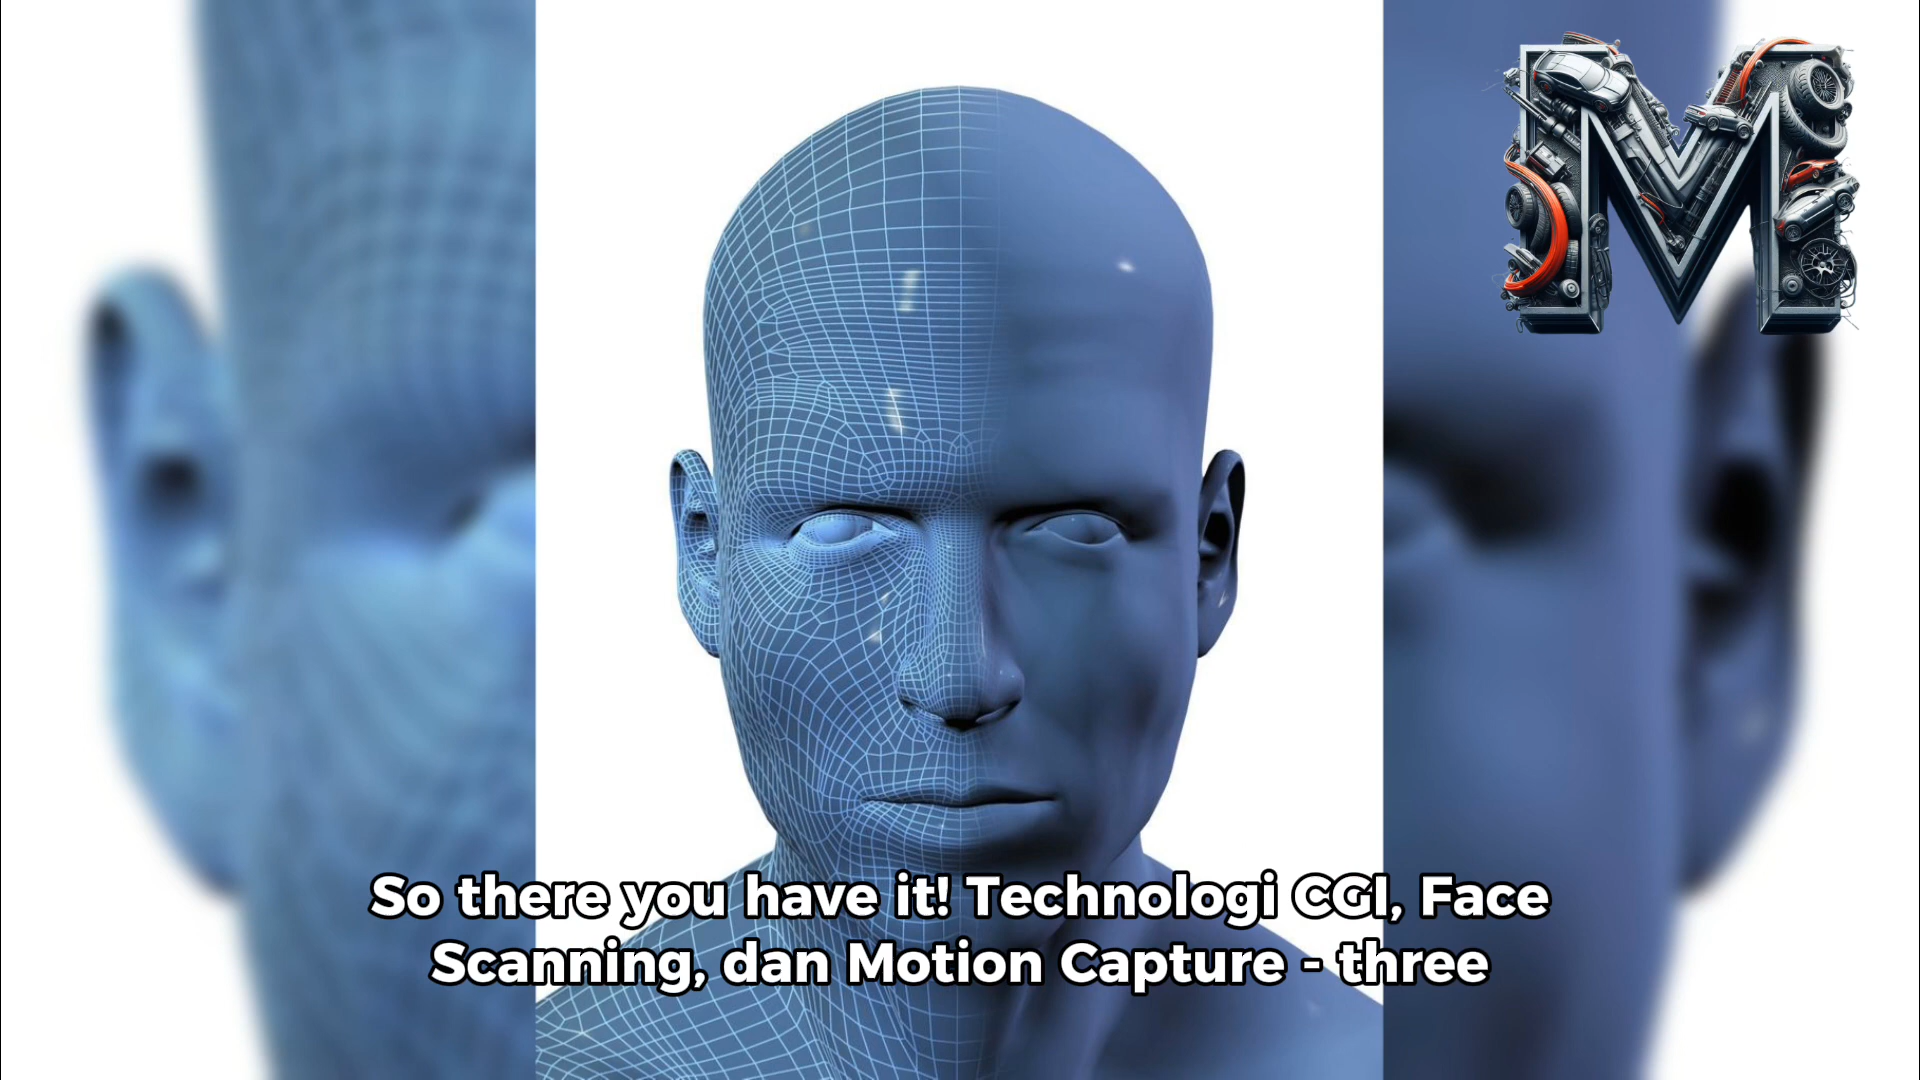 M
So there you have it! Technologi CGI, Face
Scanning, dan Motion Capture - three